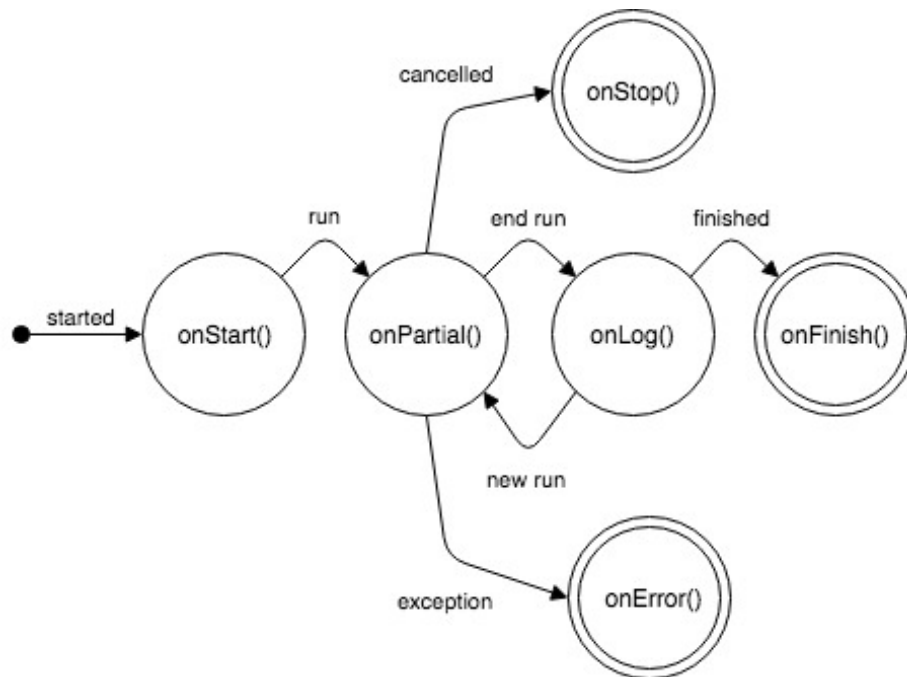 cancelled
onStop()
run
end run
finished
started
onStart()
onPartial()
onLog()
onFinish()
new run
exception
onError()